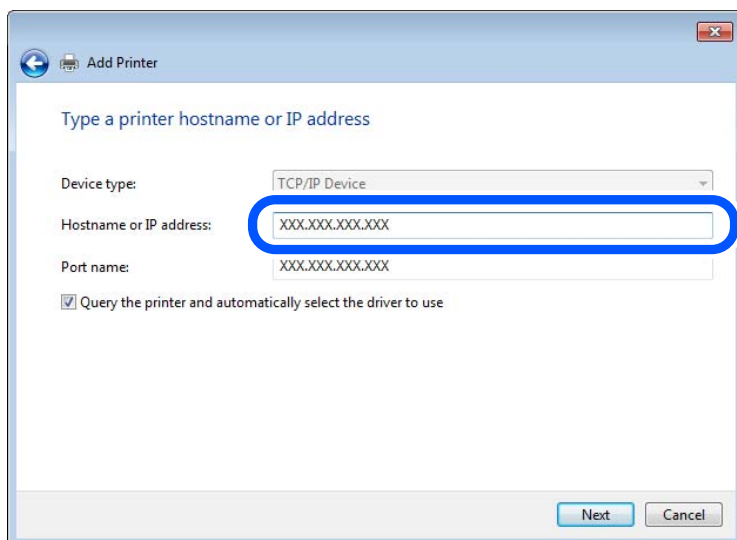 Add Printer
Type a printer hostname or IP address
Device type: TCP/IP Device
Hostname or IP address: XXX.XXX.XXX.XXX
Port name: XXX.XXX.XXX.XXX
Query the printer and automatically select the driver to use
Next Cancel